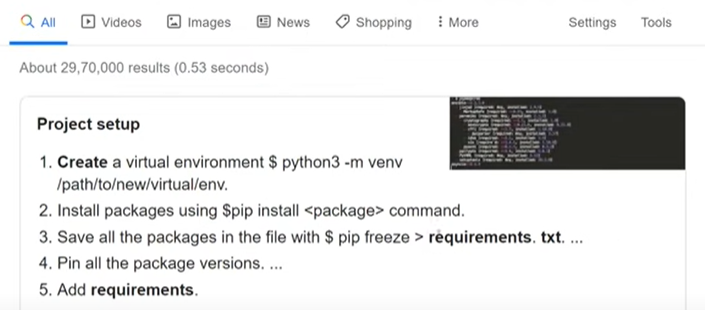 All Videos Images News Shopping More Settings Tools
About 29,70,000 results (0.53 seconds)
Project setup
1. Create a virtual environment $ python3 -m venv
/path/to/new/virtual/env.
2. Install packages using $pip install <package> command.
3. Save all the packages in the file with $ pip freeze > requirements. txt. ...
4. Pin all the package versions. ...
5. Add requirements.